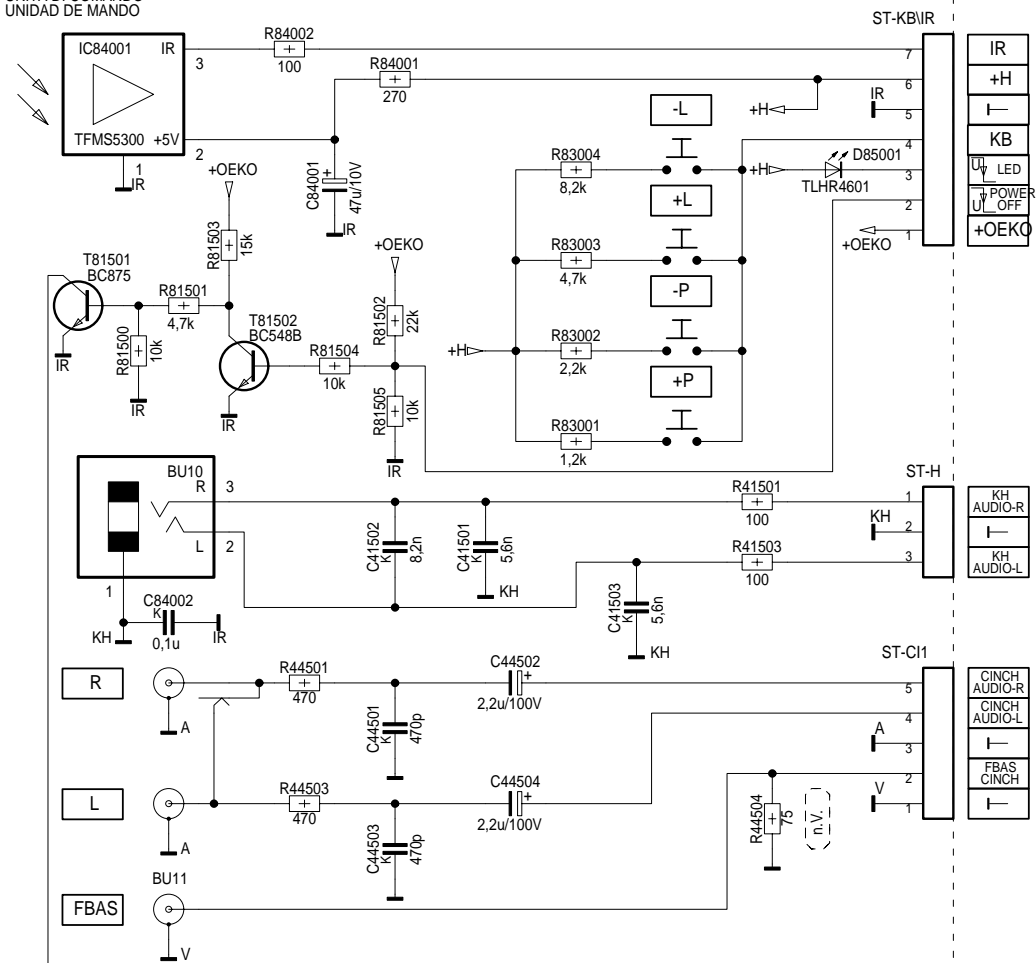 UNIDAD DE MANDO
ST-KB\IR
IC84001 IR
3
R84002
100
7
IR
R84001
270
6
+H
+H
IR
5
TFMS5300 +5V
2
1
IR
-L
4
KB
C84001
+
47u/10V
IR
R83004
8,2k
+H
D85001
TLHR4601
3
U LED
+L
2
U POWER OFF
+OEKO
1
+OEKO
+OEKO
R81503
15k
+OEKO
T81501
BC875
R81501
4,7k
R81500
10k
IR
IR
T81502
BC548B
IR
R81504
10k
R81502
22k
R81505
10k
IR
R83003
4,7k
-P
+H
R83002
2,2k
+P
R83001
1,2k
BU10
R 3
L 2
1
ST-H
R41501
100
1
KH
AUDIO-R
KH
2
C41502
K
8,2n
C41501
K
5,6n
KH
R41503
100
3
KH
AUDIO-L
C41503
K
5,6n
KH
C84002
K
0,1u
KH
IR
ST-CI1
R
A
R44501
470
C44502
+
2,2u/100V
5
CINCH
AUDIO-R
C44501
K
470p
4
CINCH
AUDIO-L
A
3
L
A
R44503
470
C44504
+
2,2u/100V
2
FBAS
CINCH
V
1
C44503
K
470p
R44504
75
n.V.
BU11
FBAS
V